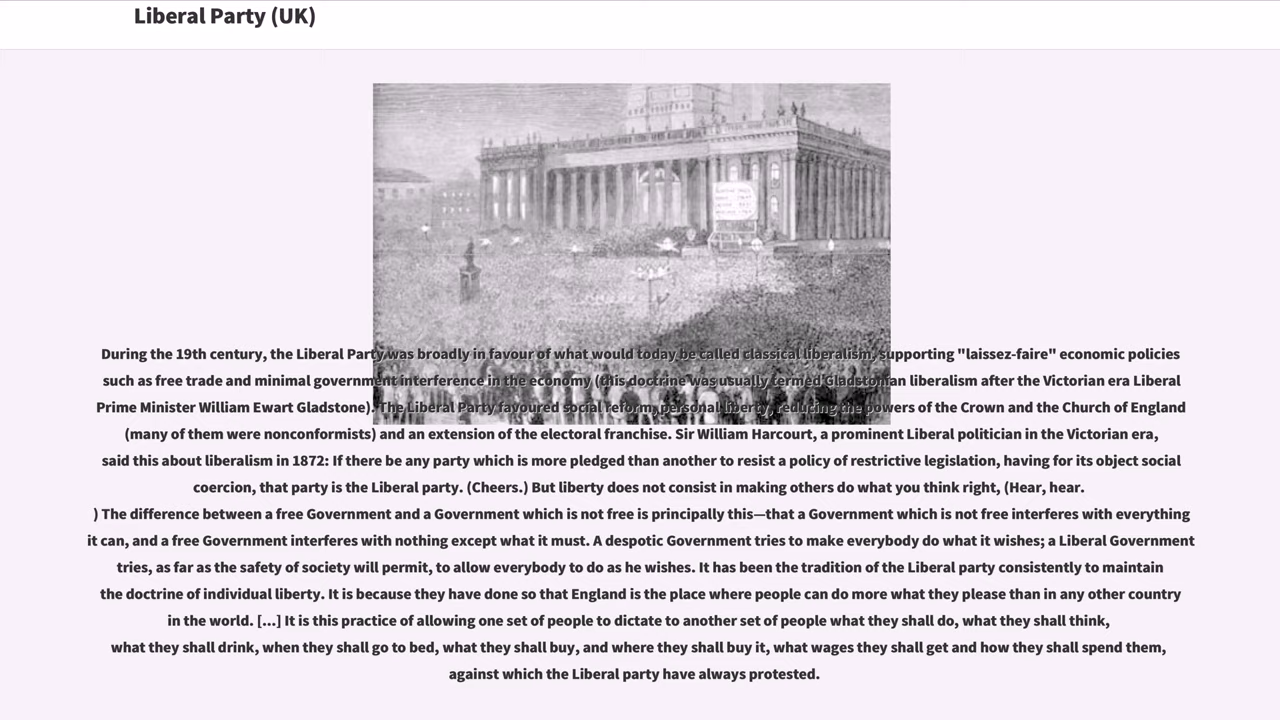 Liberal Party (UK)
During the 19th century, the Liberal Party was broadly in favour of what would today be called classical liberalism, supporting "laissez-faire" economic policies
such as free trade and minimal government interference in the economy (this doctrine was usually termed Gladstonian liberalism after the Victorian era Liberal
Prime Minister William Ewart Gladstone). The Liberal Party favoured social reform, personal liberty, reducing the powers of the Crown and the Church of England
(many of them were nonconformists) and an extension of the electoral franchise. Sir William Harcourt, a prominent Liberal politician in the Victorian era,
said this about liberalism in 1872: If there be any party which is more pledged than another to resist a policy of restrictive legislation, having for its object social
coercion, that party is the Liberal party. (Cheers.) But liberty does not consist in making others do what you think right, (Hear, hear.
) The difference between a free Government and a Government which is not free is principally this—that a Government which is not free interferes with everything
it can, and a free Government interferes with nothing except what it must. A despotic Government tries to make everybody do what it wishes; a Liberal Government
tries, as far as the safety of society will permit, to allow everybody to do as he wishes. It has been the tradition of the Liberal party consistently to maintain
the doctrine of individual liberty. It is because they have done so that England is the place where people can do more what they please than in any other country
in the world. [...] It is this practice of allowing one set of people to dictate to another set of people what they shall do, what they shall think,
what they shall drink, when they shall go to bed, what they shall buy, and where they shall buy it, what wages they shall get and how they shall spend them,
against which the Liberal party have always protested.